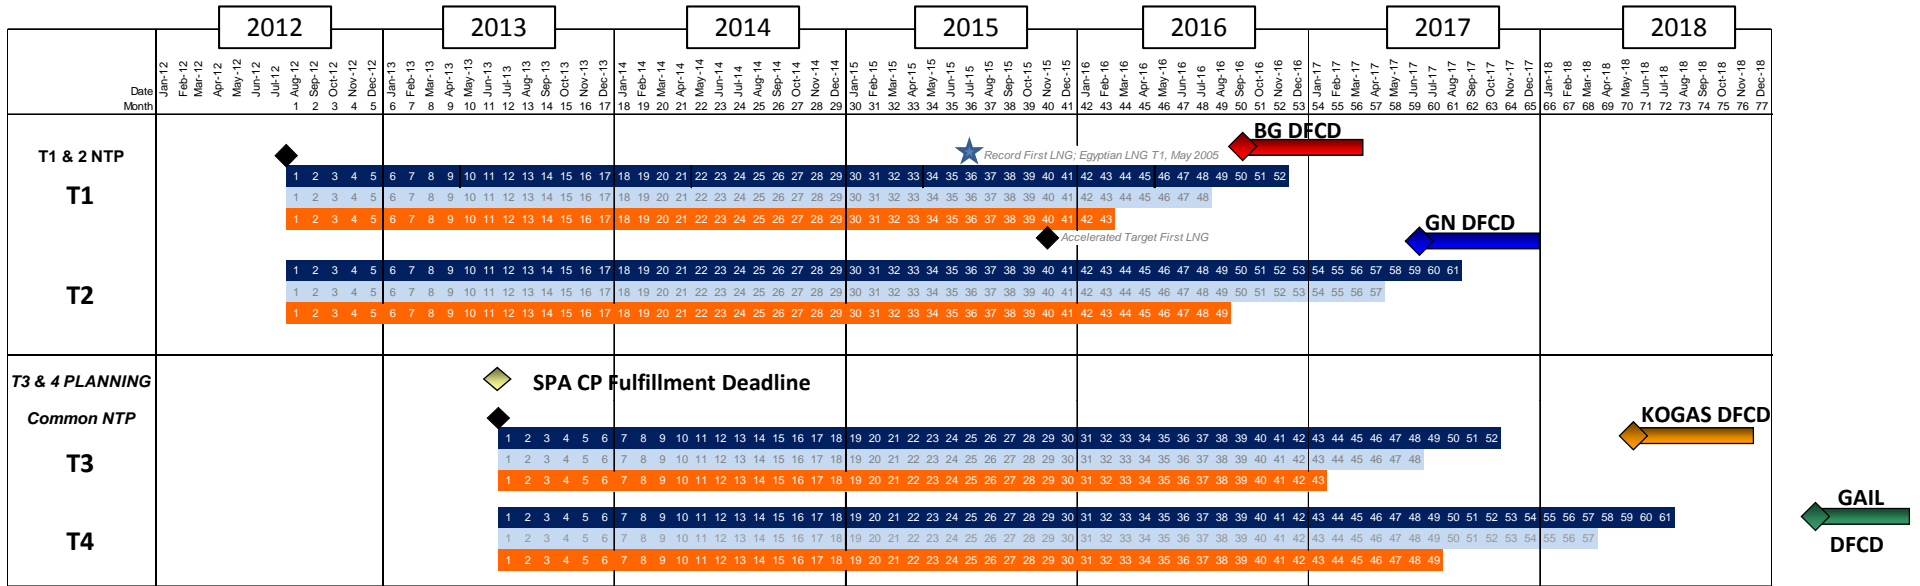 2012 2013 2014 2015 2016 2017 2018
Date Jan-12 Feb-12 Mar-12 Apr-12 May-12 Jun-12 Jul-12 Aug-12 Sep-12 Oct-12 Nov-12 Dec-12 Jan-13 Feb-13 Mar-13 Apr-13 May-13 Jun-13 Jul-13 Aug-13 Sep-13 Oct-13 Nov-13 Dec-13 Jan-14 Feb-14 Mar-14 Apr-14 May-14 Jun-14 Jul-14 Aug-14 Sep-14 Oct-14 Nov-14 Dec-14 Jan-15 Feb-15 Mar-15 Apr-15 May-15 Jun-15 Jul-15 Aug-15 Sep-15 Oct-15 Nov-15 Dec-15 Jan-16 Feb-16 Mar-16 Apr-16 May-16 Jun-16 Jul-16 Aug-16 Sep-16 Oct-16 Nov-16 Dec-16 Jan-17 Feb-17 Mar-17 Apr-17 May-17 Jun-17 Jul-17 Aug-17 Sep-17 Oct-17 Nov-17 Dec-17 Jan-18 Feb-18 Mar-18 Apr-18 May-18 Jun-18 Jul-18 Aug-18 Sep-18 Oct-18 Nov-18 Dec-18
Month 1 2 3 4 5 6 7 8 9 10 11 12 13 14 15 16 17 18 19 20 21 22 23 24 25 26 27 28 29 30 31 32 33 34 35 36 37 38 39 40 41 42 43 44 45 46 47 48 49 50 51 52 53 54 55 56 57 58 59 60 61 62 63 64 65 66 67 68 69 70 71 72 73 74 75 76 77
BG DFCD
T1 & 2 NTP Record First LNG; Egyptian LNG T1, May 2005
1 2 3 4 5 6 7 8 9 10 11 12 13 14 15 16 17 18 19 20 21 22 23 24 25 26 27 28 29 30 31 32 33 34 35 36 37 38 39 40 41 42 43 44 45 46 47 48 49 50 51 52
T1 1 2 3 4 5 6 7 8 9 10 11 12 13 14 15 16 17 18 19 20 21 22 23 24 25 26 27 28 29 30 31 32 33 34 35 36 37 38 39 40 41 42 43 44 45 46 47 48
1 2 3 4 5 6 7 8 9 10 11 12 13 14 15 16 17 18 19 20 21 22 23 24 25 26 27 28 29 30 31 32 33 34 35 36 37 38 39 40 41 42 43
GN DFCD
Accelerated Target First LNG
1 2 3 4 5 6 7 8 9 10 11 12 13 14 15 16 17 18 19 20 21 22 23 24 25 26 27 28 29 30 31 32 33 34 35 36 37 38 39 40 41 42 43 44 45 46 47 48 49 50 51 52 53 54 55 56 57 58 59 60 61
T2 1 2 3 4 5 6 7 8 9 10 11 12 13 14 15 16 17 18 19 20 21 22 23 24 25 26 27 28 29 30 31 32 33 34 35 36 37 38 39 40 41 42 43 44 45 46 47 48 49 50 51 52 53 54 55 56 57
1 2 3 4 5 6 7 8 9 10 11 12 13 14 15 16 17 18 19 20 21 22 23 24 25 26 27 28 29 30 31 32 33 34 35 36 37 38 39 40 41 42 43 44 45 46 47 48 49
T3 & 4 PLANNING SPA CP Fulfillment Deadline
Common NTP KOGAS DFCD
1 2 3 4 5 6 7 8 9 10 11 12 13 14 15 16 17 18 19 20 21 22 23 24 25 26 27 28 29 30 31 32 33 34 35 36 37 38 39 40 41 42 43 44 45 46 47 48 49 50 51 52
T3 1 2 3 4 5 6 7 8 9 10 11 12 13 14 15 16 17 18 19 20 21 22 23 24 25 26 27 28 29 30 31 32 33 34 35 36 37 38 39 40 41 42 43 44 45 46 47 48
1 2 3 4 5 6 7 8 9 10 11 12 13 14 15 16 17 18 19 20 21 22 23 24 25 26 27 28 29 30 31 32 33 34 35 36 37 38 39 40 41 42 43
GAIL
1 2 3 4 5 6 7 8 9 10 11 12 13 14 15 16 17 18 19 20 21 22 23 24 25 26 27 28 29 30 31 32 33 34 35 36 37 38 39 40 41 42 43 44 45 46 47 48 49 50 51 52 53 54 55 56 57 58 59 60 61
T4 1 2 3 4 5 6 7 8 9 10 11 12 13 14 15 16 17 18 19 20 21 22 23 24 25 26 27 28 29 30 31 32 33 34 35 36 37 38 39 40 41 42 43 44 45 46 47 48 49 50 51 52 53 54 55 56 57
DFCD
1 2 3 4 5 6 7 8 9 10 11 12 13 14 15 16 17 18 19 20 21 22 23 24 25 26 27 28 29 30 31 32 33 34 35 36 37 38 39 40 41 42 43 44 45 46 47 48 49